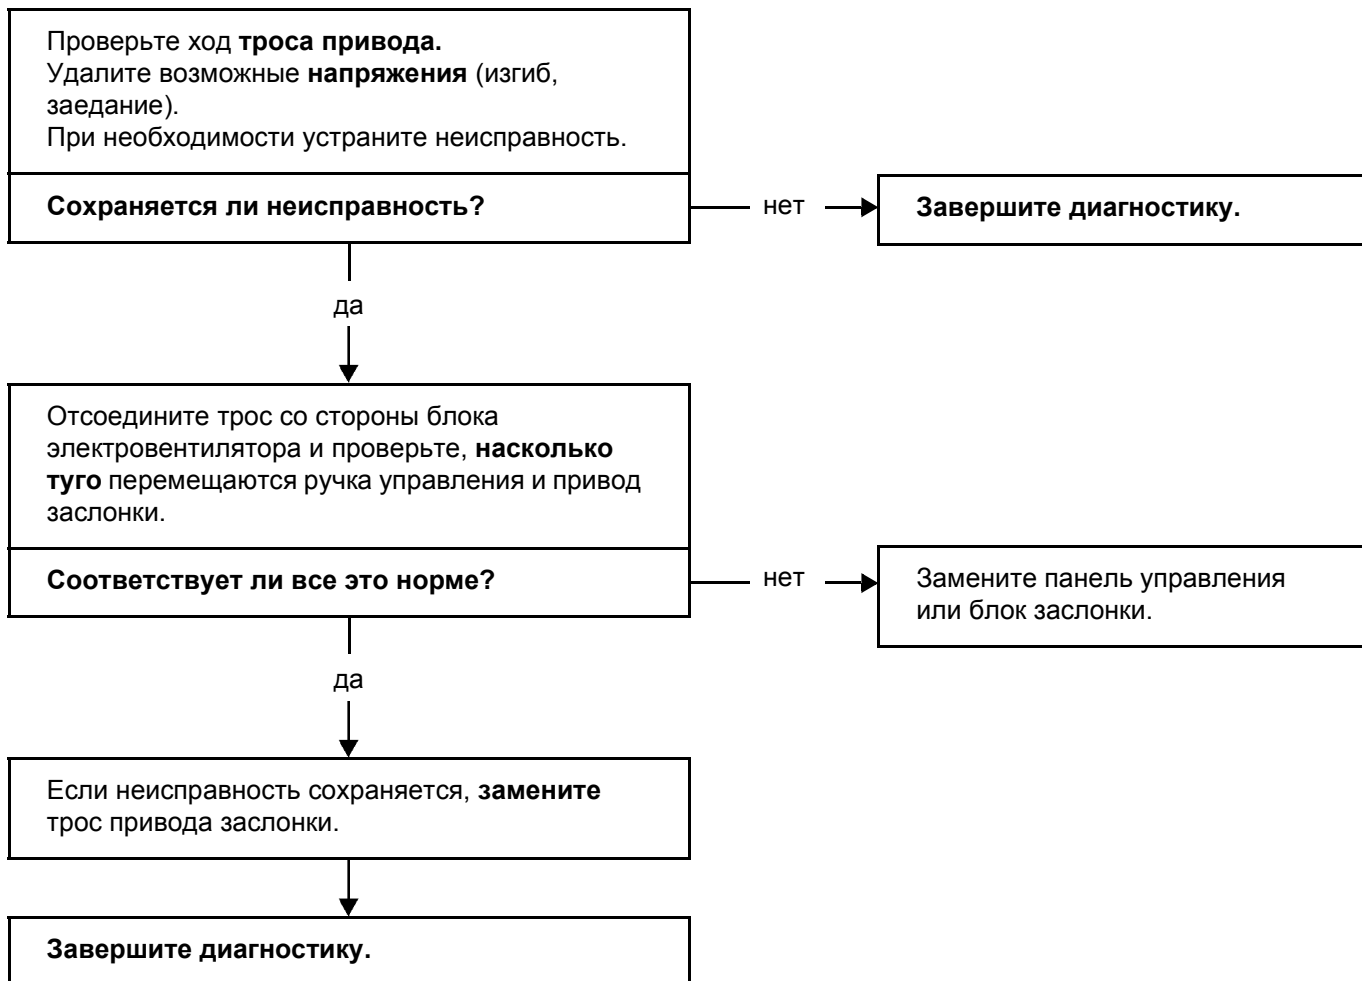 Проверьте ход троса привода.
Удалите возможные напряжения (изгиб,
заедание).
При необходимости устраните неисправность.
Сохраняется ли неисправность?
нет
Завершите диагностику.
да
Отсоедините трос со стороны блока
электровентилятора и проверьте, насколько
туго перемещаются ручка управления и привод
заслонки.
Соответствует ли все это норме?
нет
Замените панель управления
или блок заслонки.
да
Если неисправность сохраняется, замените
трос привода заслонки.
Завершите диагностику.